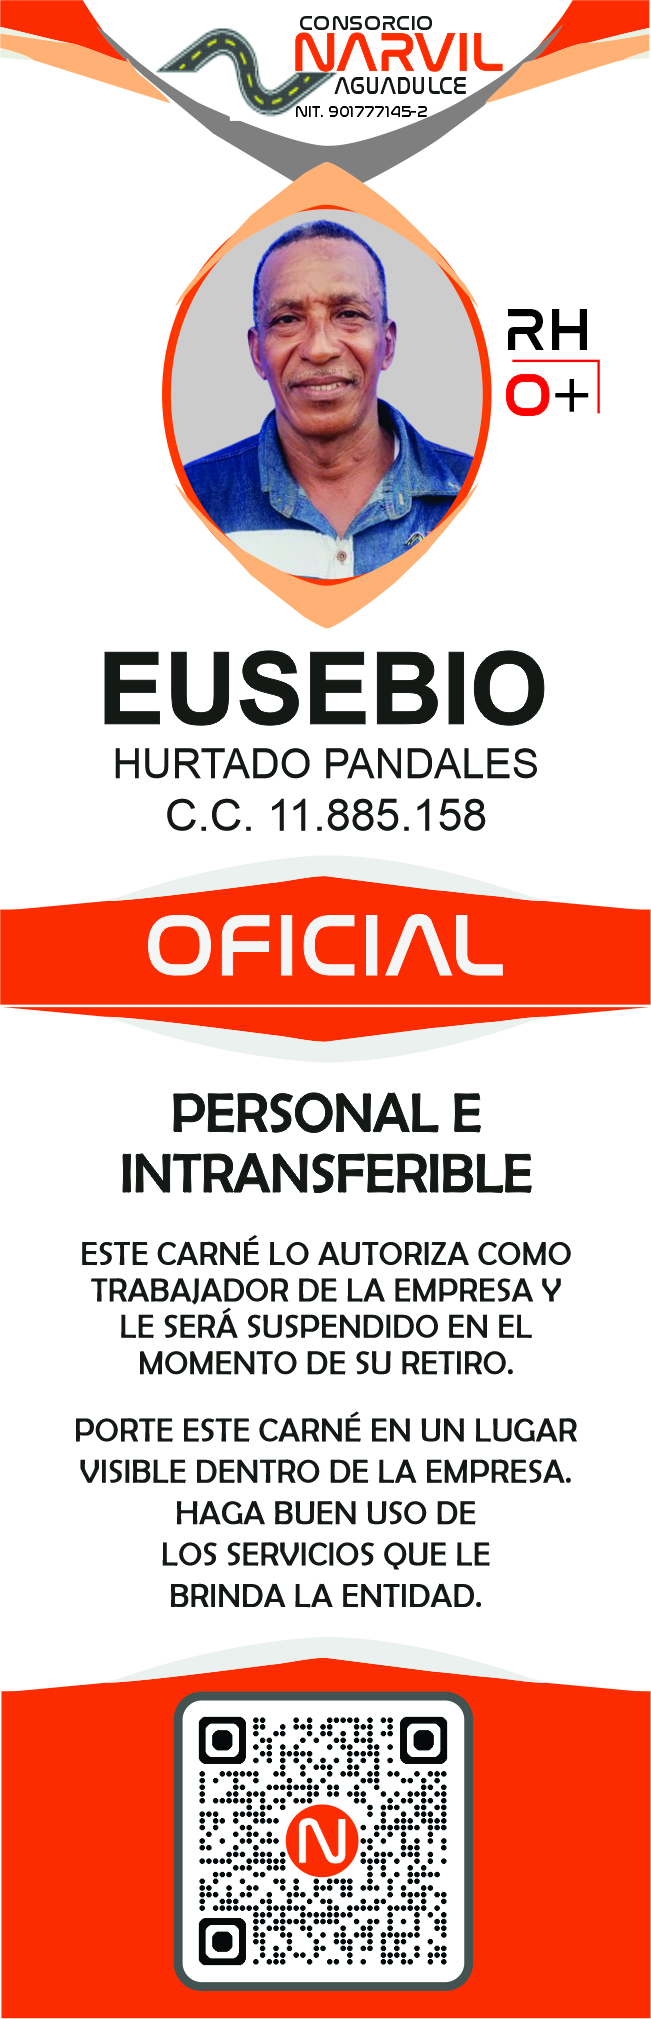 CONSORCIO
NARVIL
AGUADULCE
NIT. 901777145-2
RH
O+
EUSEBIO
HURTADO PANDALES
C.C. 11.885.158
OFICIAL
PERSONAL E
INTRANSFERIBLE
ESTE CARNÉ LO AUTORIZA COMO
TRABAJADOR DE LA EMPRESA Y
LE SERÁ SUSPENDIDO EN EL
MOMENTO DE SU RETIRO.
PORTE ESTE CARNÉ EN UN LUGAR
VISIBLE DENTRO DE LA EMPRESA.
HAGA BUEN USO DE
LOS SERVICIOS QUE LE
BRINDA LA ENTIDAD.
N